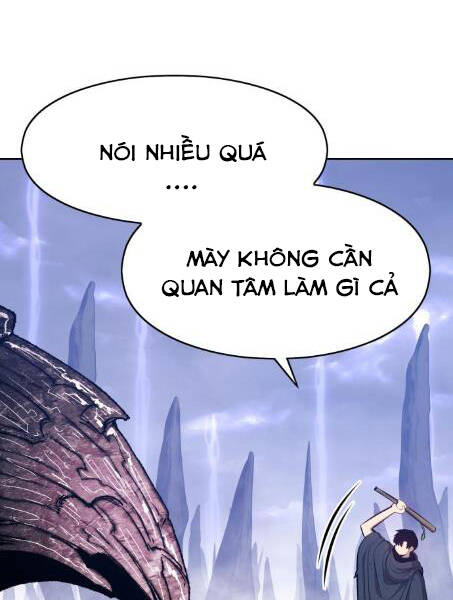 NÓI NHIỀU QUÁ
....
MÀY KHÔNG CẦN
QUAN TÂM LÀM GÌ CẢ